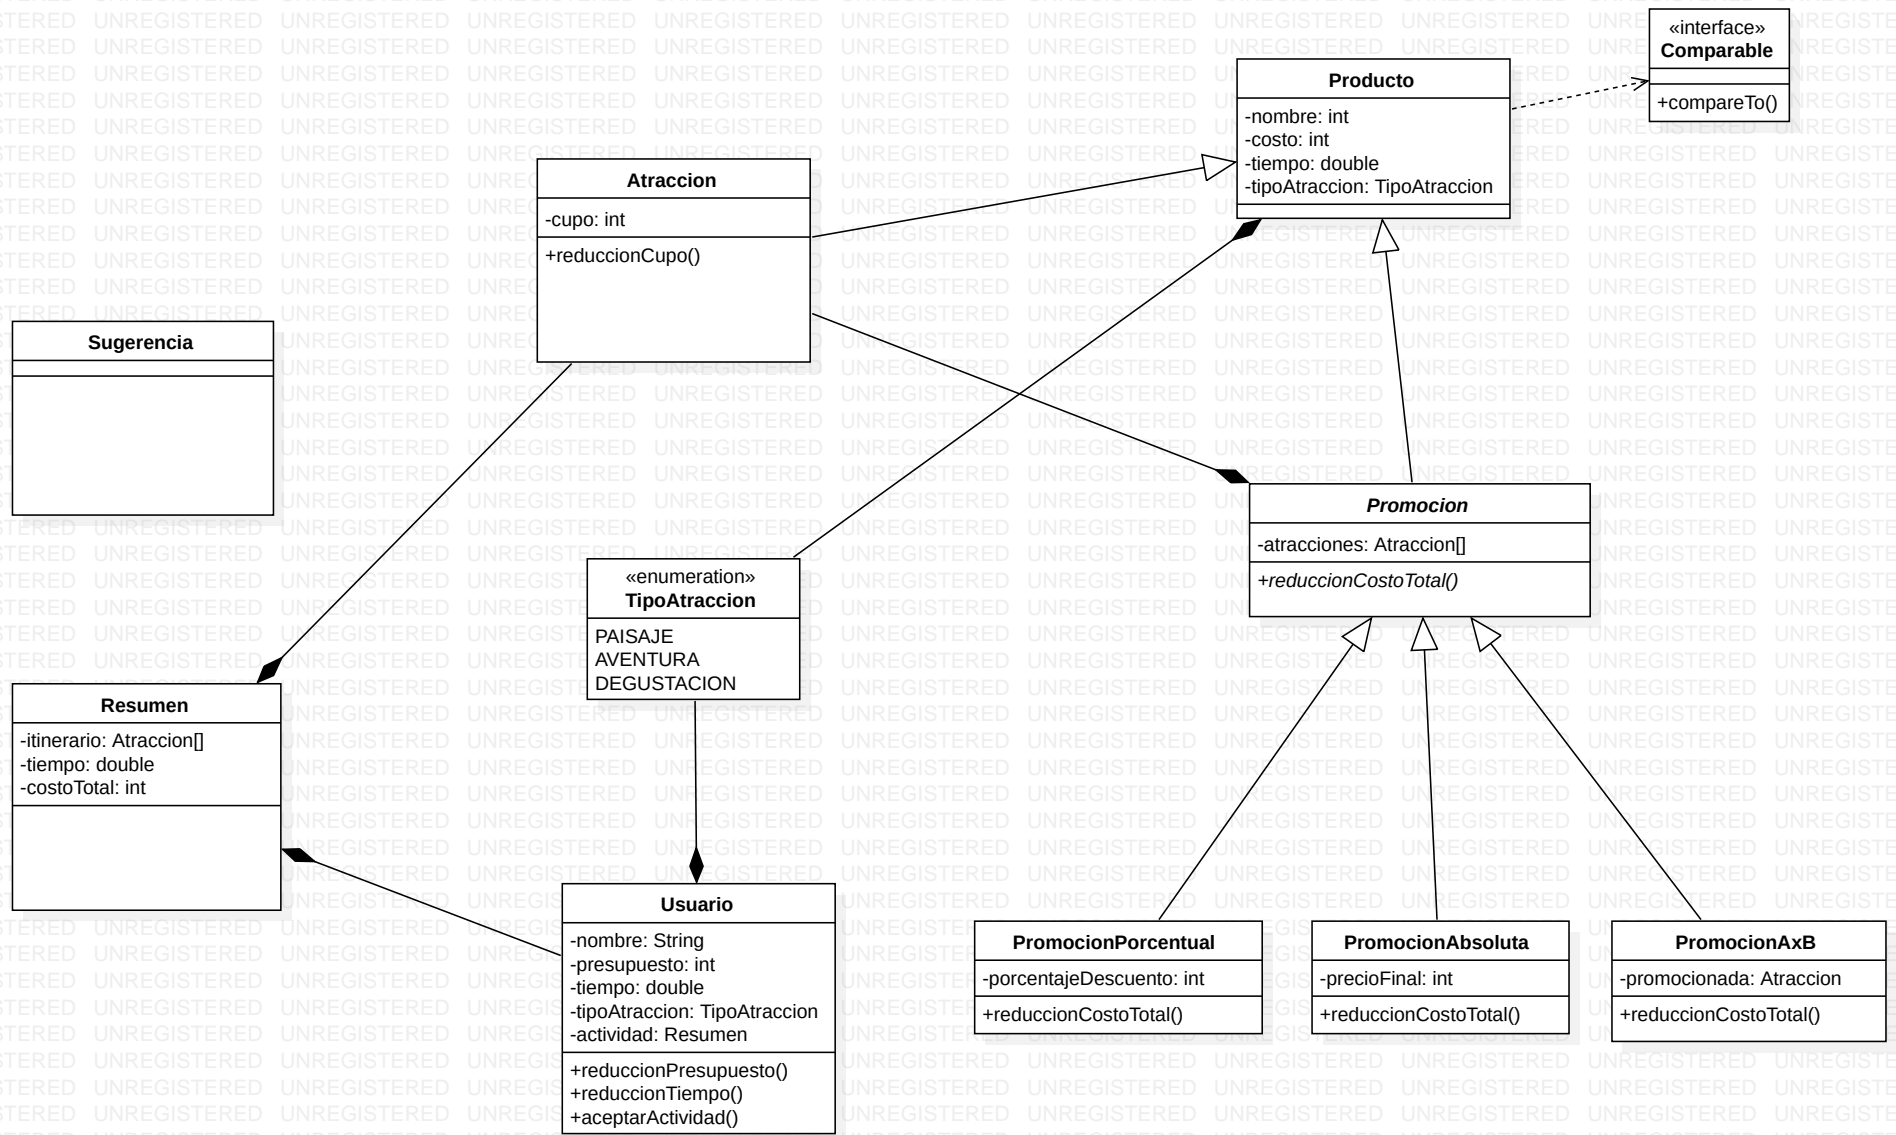 «interface»
Comparable
+compareTo()
Producto
-nombre: int
-costo: int
-tiempo: double
-tipoAtraccion: TipoAtraccion
Atraccion
-cupo: int
+reduccionCupo()
Sugerencia
Promocion
-atracciones: Atraccion[]
+reduccionCostoTotal()
«enumeration»
TipoAtraccion
PAISAJE
AVENTURA
DEGUSTACION
Resumen
-itinerario: Atraccion[]
-tiempo: double
-costoTotal: int
Usuario
-nombre: String
-presupuesto: int
-tiempo: double
-tipoAtraccion: TipoAtraccion
-actividad: Resumen
+reduccionPresupuesto()
+reduccionTiempo()
+aceptarActividad()
PromocionPorcentual
-porcentajeDescuento: int
+reduccionCostoTotal()
PromocionAbsoluta
-precioFinal: int
+reduccionCostoTotal()
PromocionAxB
-promocionada: Atraccion
+reduccionCostoTotal()
UNREGISTERED